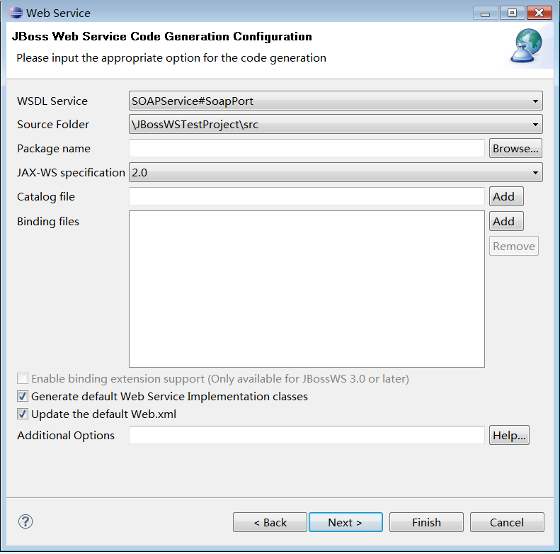 Web Service
JBoss Web Service Code Generation Configuration
Please input the appropriate option for the code generation
WSDL Service SOAPService#SoapPort
Source Folder \JBossWSTestProject\src
Package name Browse...
JAX-WS specification 2.0
Catalog file Add
Binding files Add
Remove
Enable binding extension support (Only available for JBossWS 3.0 or later)
Generate default Web Service Implementation classes
Update the default Web.xml
Additional Options Help...
? < Back Next > Finish Cancel